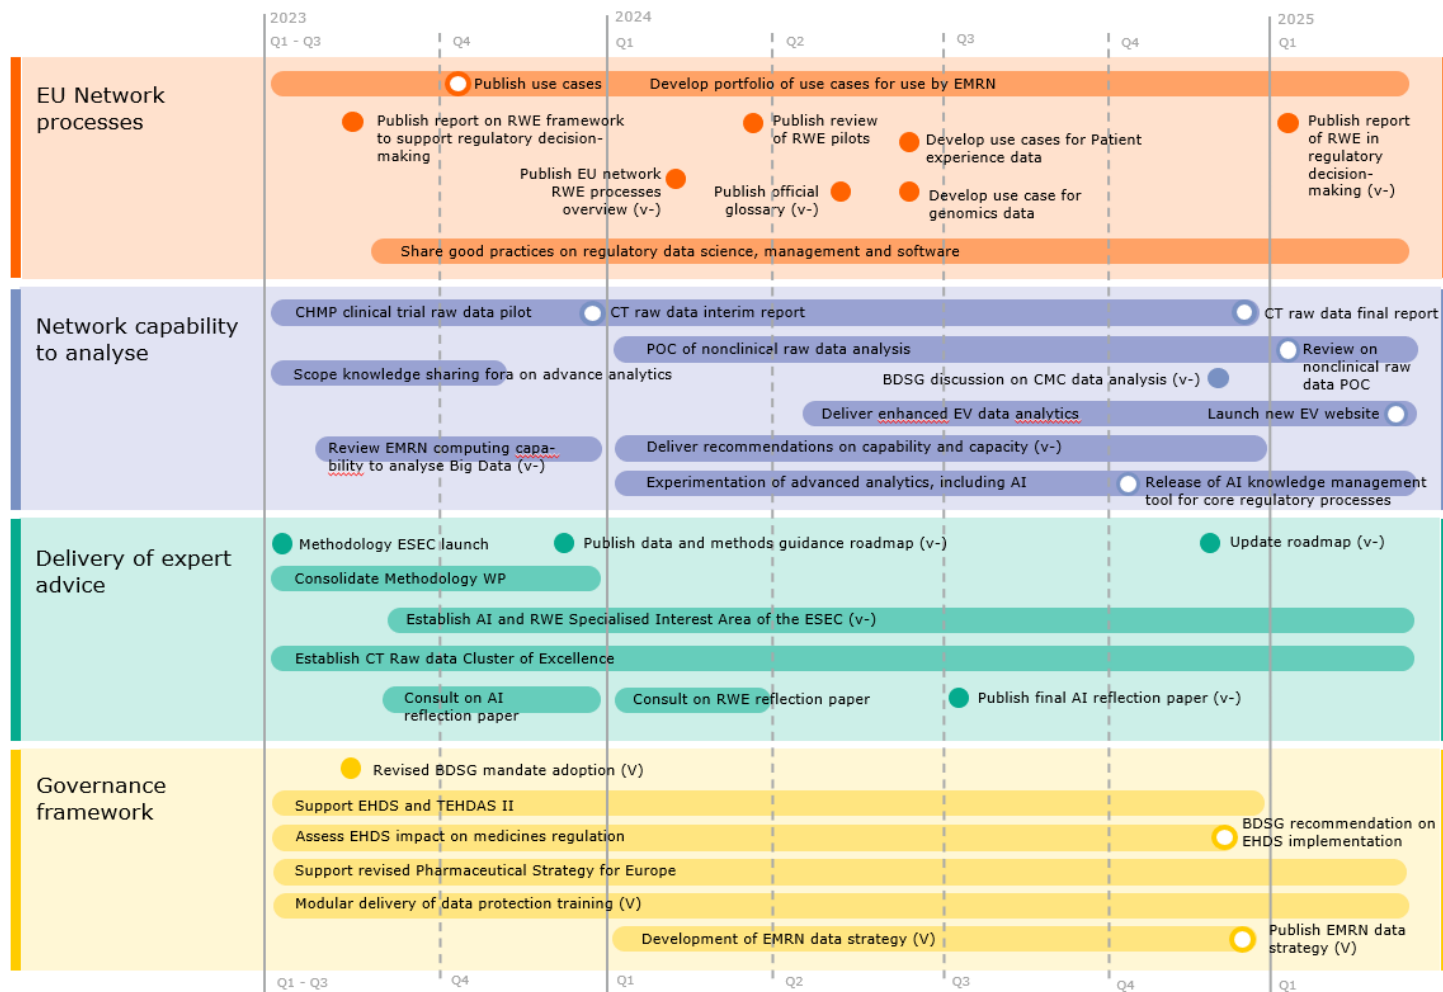 2023
2024
2025
Q1 - Q3
Q4
Q1
Q2
Q3
Q4
Q1
EU Network
processes
Publish use cases
Develop portfolio of use cases for use by EMRN
Publish report on RWE framework
to support regulatory decision-
making
Publish review
of RWE pilots
Develop use cases for Patient
experience data
Publish report
of RWE in
regulatory
decision-
making (v-)
Publish EU network
RWE processes
overview (v-)
Publish official
glossary (v-)
Develop use case for
genomics data
Share good practices on regulatory data science, management and software
Network capability
to analyse
CHMP clinical trial raw data pilot
CT raw data interim report
CT raw data final report
POC of nonclinical raw data analysis
Review on
nonclinical raw
data POC
Scope knowledge sharing fora on advance analytics
BDSG discussion on CMC data analysis (v-)
Deliver enhanced EV data analytics
Launch new EV website
Review EMRN computing capa-
bility to analyse Big Data (v-)
Deliver recommendations on capability and capacity (v-)
Experimentation of advanced analytics, including AI
Release of AI knowledge management
tool for core regulatory processes
Delivery of expert
advice
Methodology ESEC launch
Publish data and methods guidance roadmap (v-)
Update roadmap (v-)
Consolidate Methodology WP
Establish AI and RWE Specialised Interest Area of the ESEC (v-)
Establish CT Raw data Cluster of Excellence
Consult on AI
reflection paper
Consult on RWE reflection paper
Publish final AI reflection paper (v-)
Governance
framework
Revised BDSG mandate adoption (V)
Support EHDS and TEHDAS II
Assess EHDS impact on medicines regulation
BDSG recommendation on
EHDS implementation
Support revised Pharmaceutical Strategy for Europe
Modular delivery of data protection training (V)
Development of EMRN data strategy (V)
Publish EMRN data
strategy (V)
Q1 - Q3
Q4
Q1
Q2
Q3
Q4
Q1